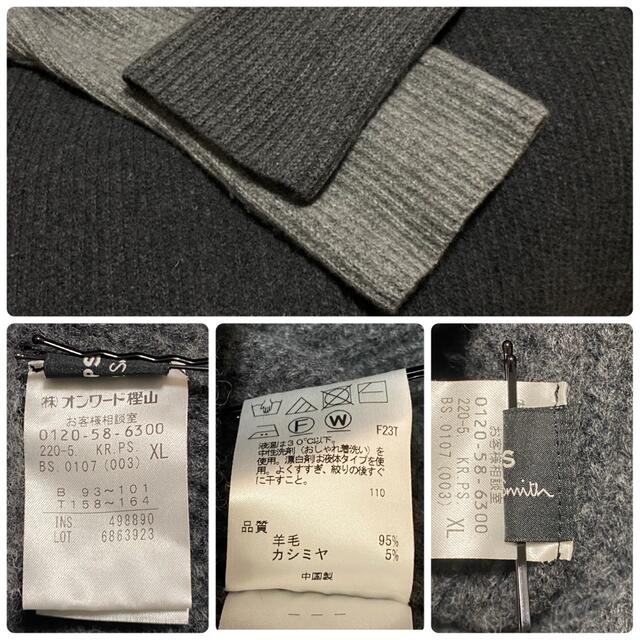 PS
S
㈱オンワード樫山
お客様相談室
0120-58-6300
220-5. KR.PS. XL
BS. 0107 (003)
B 93〜101
T 158〜164
INS 498890
LOT 6863923
F W F23T
液温は30℃以下。
中性洗剤(おしゃれ着洗い)を
使用。漂白剤は液体タイプを使
用。よくすすぎ、絞りの後すぐ
に干すこと。
110
品質
羊毛 95%
カシミヤ 5%
中国製
お客様相談室
0120-58-6300
220-5. KR.PS.
BS. 0107 (003) XL
S
Smith